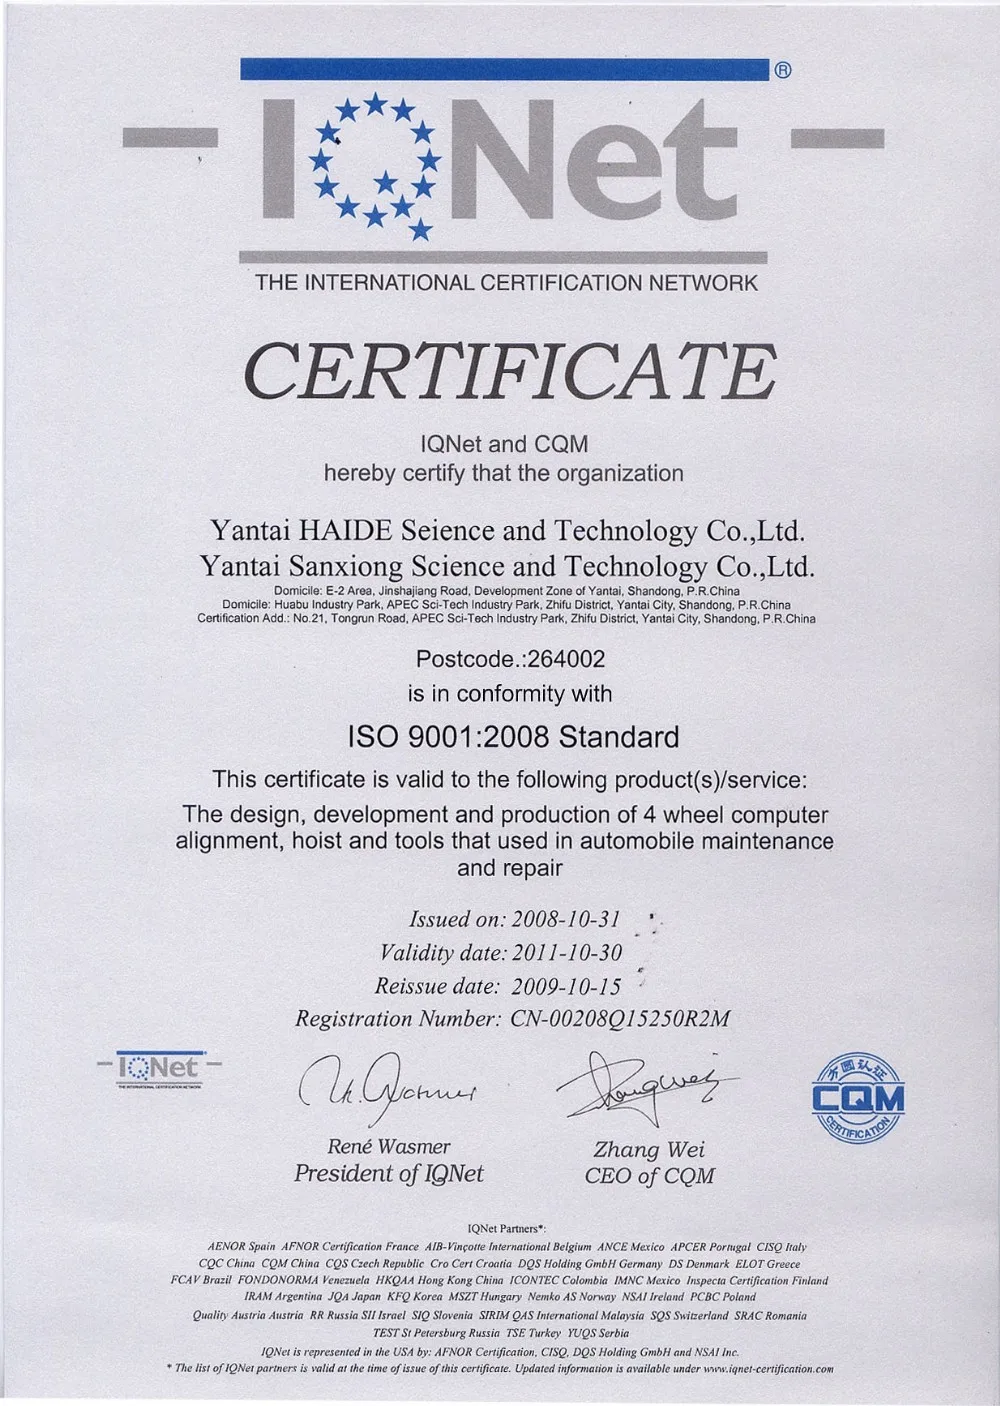 IQNet®
THE INTERNATIONAL CERTIFICATION NETWORK
CERTIFICATE
IQNet and CQM
hereby certify that the organization
Yantai HAIDE Seience and Technology Co.,Ltd.
Yantai Sanxiong Science and Technology Co.,Ltd.
Domicile: E-2 Area, Jinshajiang Road, Development Zone of Yantai, Shandong, P.R.China
Domicile: Huabu Industry Park, APEC Sci-Tech Industry Park, Zhifu District, Yantai City, Shandong, P.R.China
Certification Add.: No.21, Tongrun Road, APEC Sci-Tech Industry Park, Zhifu District, Yantai City, Shandong, P.R.China
Postcode.:264002
is in conformity with
ISO 9001:2008 Standard
This certificate is valid to the following product(s)/service:
The design, development and production of 4 wheel computer
alignment, hoist and tools that used in automobile maintenance
and repair
Issued on: 2008-10-31
Validity date: 2011-10-30
Reissue date: 2009-10-15
Registration Number: CN-00208Q15250R2M
IQNet
THE INTERNATIONAL CERTIFICATION NETWORK
方圆认证
CQM
CERTIFICATION
René Wasmer
President of IQNet
Zhang Wei
CEO of CQM
IQNet Partners*:
AENOR Spain AFNOR Certification France AIB-Vinçotte International Belgium ANCE Mexico APCER Portugal CISQ Italy
CQC China CQM China CQS Czech Republic Cro Cert Croatia DQS Holding GmbH Germany DS Denmark ELOT Greece
FCAV Brazil FONDONORMA Venezuela HKQAA Hong Kong China ICONTEC Colombia IMNC Mexico Inspecta Certification Finland
IRAM Argentina JQA Japan KFQ Korea MSZT Hungary Nemko AS Norway NSAI Ireland PCBC Poland
Quality Austria Austria RR Russia SII Israel SIQ Slovenia SIRIM QAS International Malaysia SQS Switzerland SRAC Romania
TEST St Petersburg Russia TSE Turkey YUQS Serbia
IQNet is represented in the USA by: AFNOR Certification, CISQ, DQS Holding GmbH and NSAI Inc.
* The list of IQNet partners is valid at the time of issue of this certificate. Updated information is available under www.iqnet-certification.com